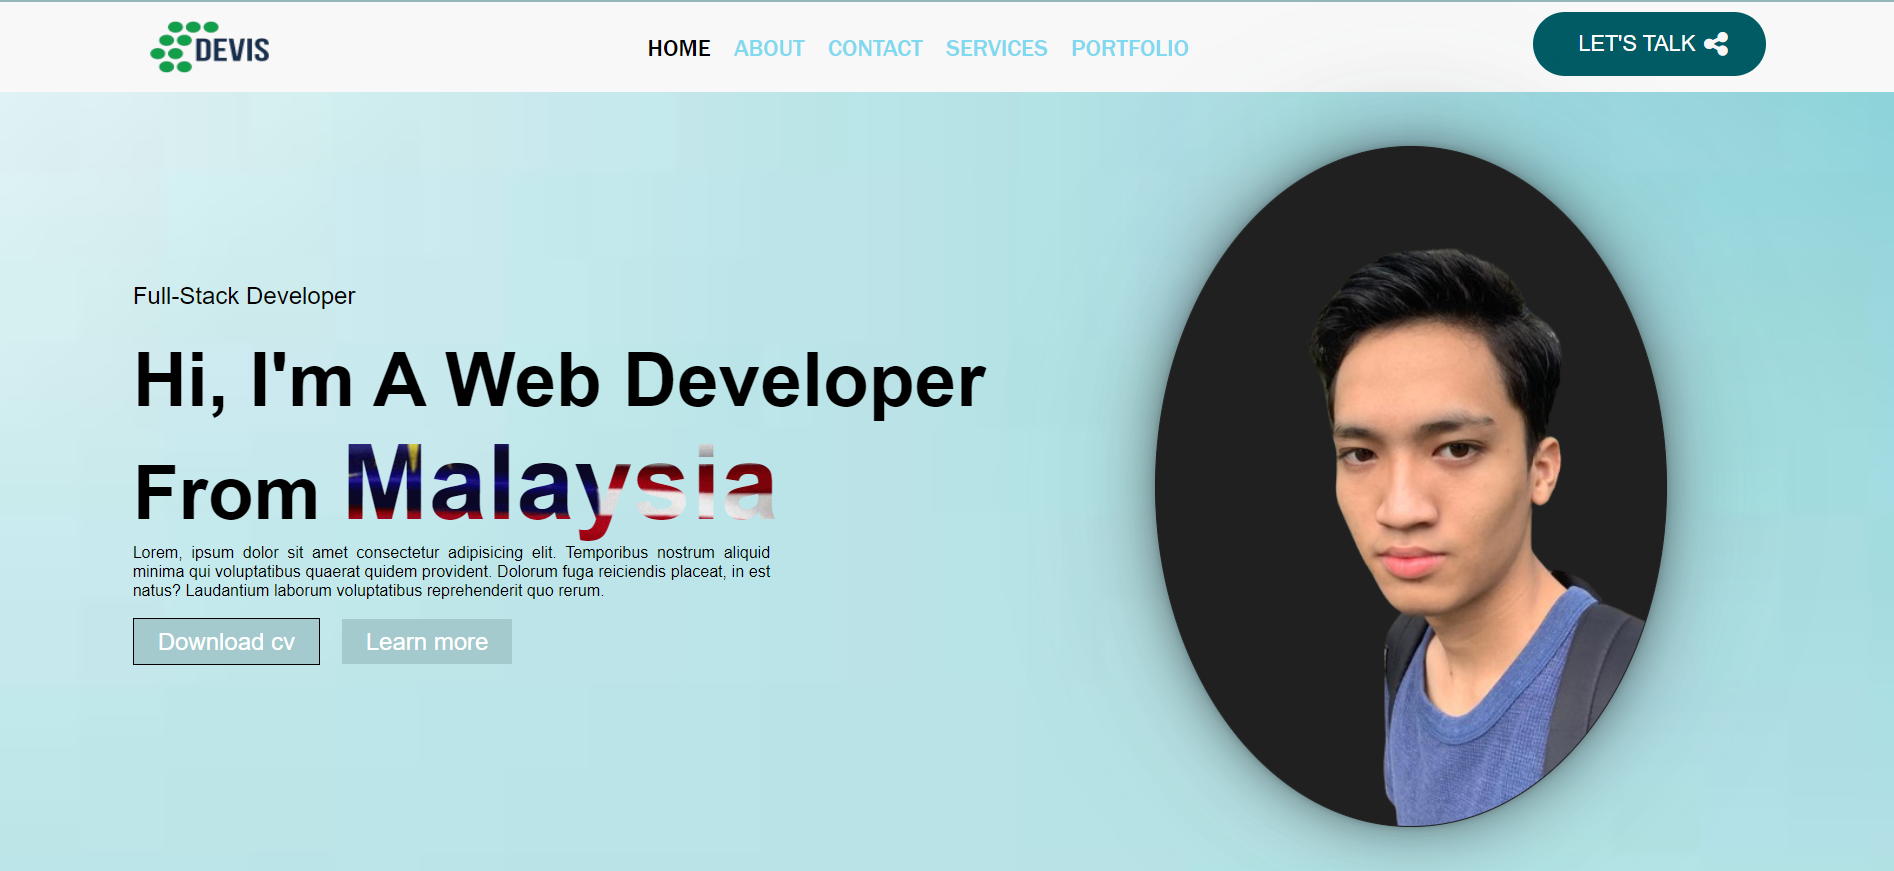 DEVIS
HOME ABOUT CONTACT SERVICES PORTFOLIO
LET'S TALK
Full-Stack Developer
Hi, I'm A Web Developer
From Malaysia
Lorem, ipsum dolor sit amet consectetur adipisicing elit. Temporibus nostrum aliquid
minima qui voluptatibus quaerat quidem provident. Dolorum fuga reiciendis placeat, in est
natus? Laudantium laborum voluptatibus reprehenderit quo rerum.
Download cv
Learn more